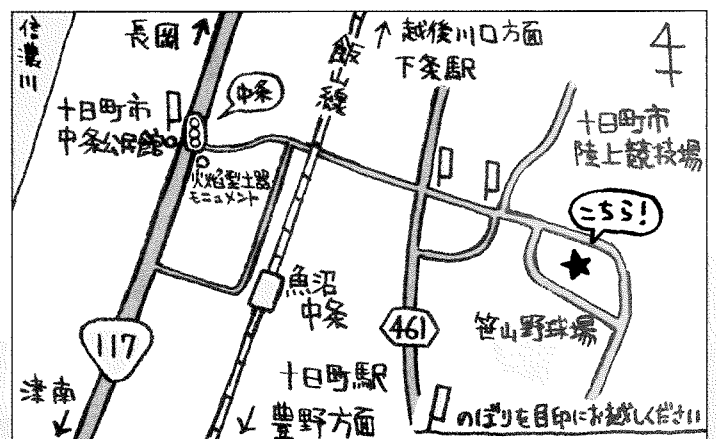 信濃川
長岡
飯山線
越後川口方面
下条駅
中条
十日町市
中条公民館
火焔型土器
モニュメント
十日町市
陸上競技場
こちら!
魚沼
中条
笹山野球場
461
117
津南
十日町駅
豊野方面
のぼりを目印にお越しください